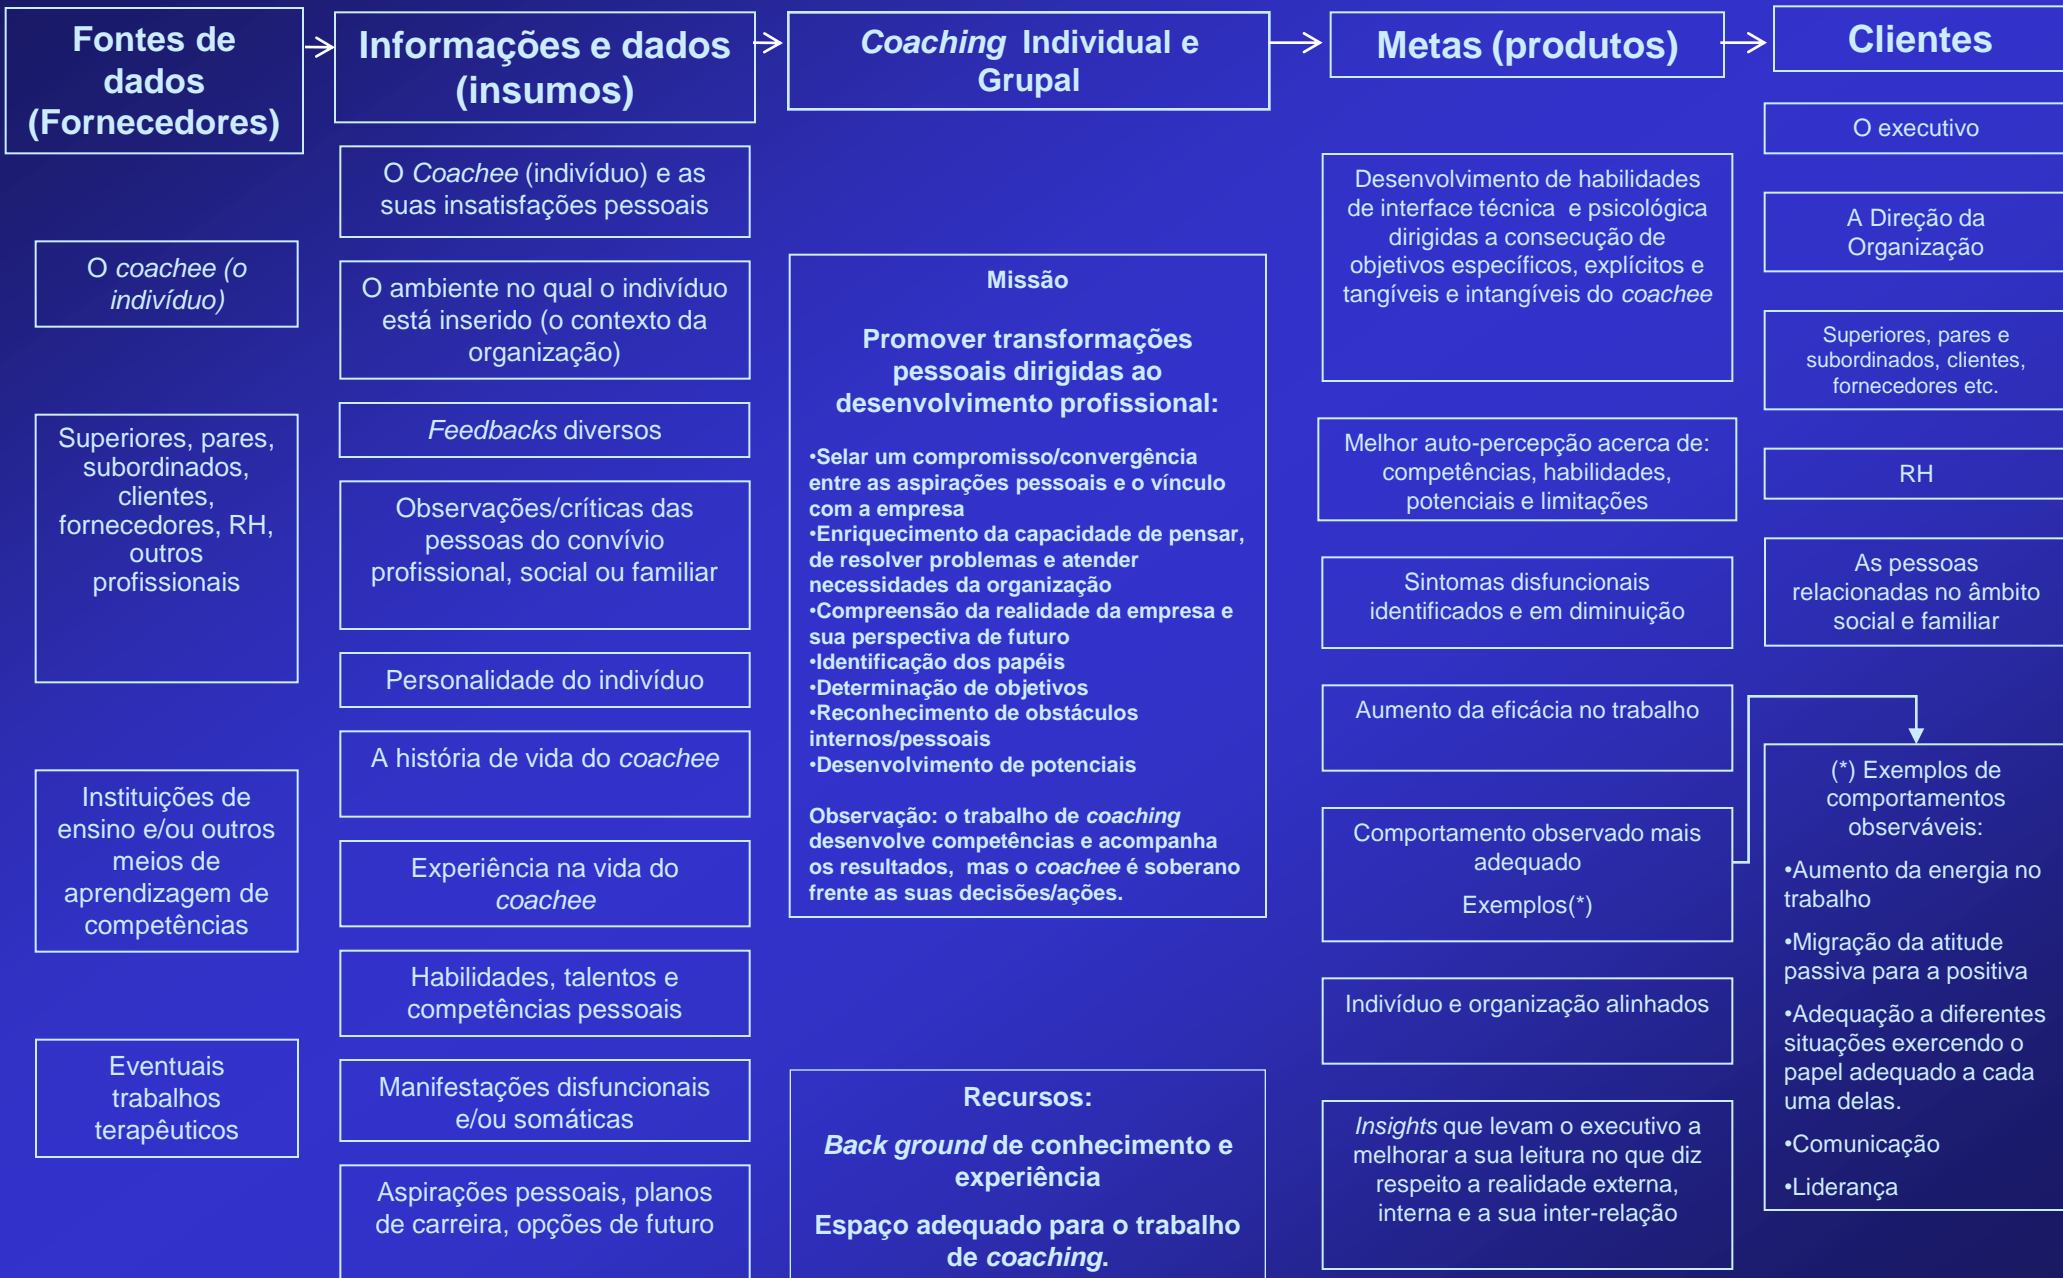 Fontes de
dados
(Fornecedores)
O coachee (o
indivíduo)
Superiores, pares,
subordinados,
clientes,
fornecedores, RH,
outros
profissionais
Instituições de
ensino e/ou outros
meios de
aprendizagem de
competências
Eventuais
trabalhos
terapêuticos
Informações e dados
(insumos)
O Coachee (indivíduo) e as
suas insatisfações pessoais
O ambiente no qual o indivíduo
está inserido (o contexto da
organização)
Feedbacks diversos
Observações/críticas das
pessoas do convívio
profissional, social ou familiar
Personalidade do indivíduo
A história de vida do coachee
Experiência na vida do
coachee
Habilidades, talentos e
competências pessoais
Manifestações disfuncionais
e/ou somáticas
Aspirações pessoais, planos
de carreira, opções de futuro
Coaching Individual e
Grupal
Missão
Promover transformações
pessoais dirigidas ao
desenvolvimento profissional:
•Selar um compromisso/convergência
entre as aspirações pessoais e o vínculo
com a empresa
•Enriquecimento da capacidade de pensar,
de resolver problemas e atender
necessidades da organização
•Compreensão da realidade da empresa e
sua perspectiva de futuro
•Identificação dos papéis
•Determinação de objetivos
•Reconhecimento de obstáculos
internos/pessoais
•Desenvolvimento de potenciais
Observação: o trabalho de coaching
desenvolve competências e acompanha
os resultados, mas o coachee é soberano
frente as suas decisões/ações.
Recursos:
Back ground de conhecimento e
experiência
Espaço adequado para o trabalho
de coaching.
Metas (produtos)
Desenvolvimento de habilidades
de interface técnica e psicológica
dirigidas a consecução de
objetivos específicos, explícitos e
tangíveis e intangíveis do coachee
Melhor auto-percepção acerca de:
competências, habilidades,
potenciais e limitações
Sintomas disfuncionais
identificados e em diminuição
Aumento da eficácia no trabalho
Comportamento observado mais
adequado
Exemplos(*)
Indivíduo e organização alinhados
Insights que levam o executivo a
melhorar a sua leitura no que diz
respeito a realidade externa,
interna e a sua inter-relação
Clientes
O executivo
A Direção da
Organização
Superiores, pares e
subordinados, clientes,
fornecedores etc.
RH
As pessoas
relacionadas no âmbito
social e familiar
(*) Exemplos de
comportamentos
observáveis:
•Aumento da energia no
trabalho
•Migração da atitude
passiva para a positiva
•Adequação a diferentes
situações exercendo o
papel adequado a cada
uma delas.
•Comunicação
•Liderança